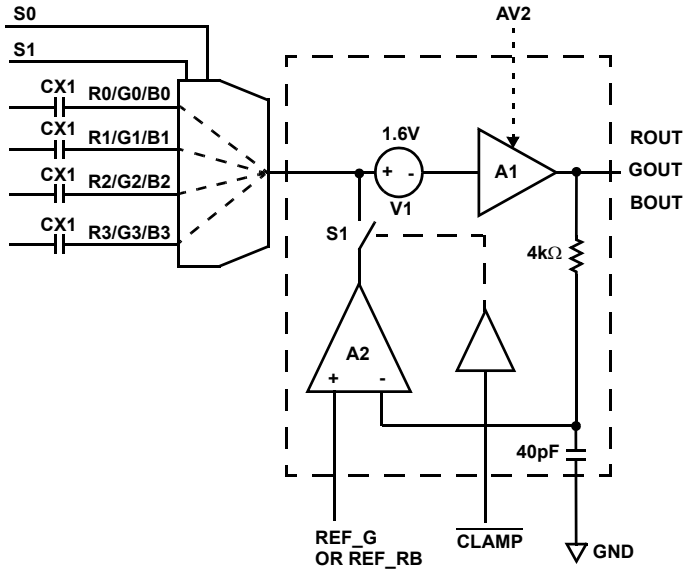 S0
AV2
S1
CX1 R0/G0/B0
CX1 R1/G1/B1
CX1 R2/G2/B2
CX1 R3/G3/B3
1.6V
+ -
V1
A1
ROUT
GOUT
BOUT
S1
4kΩ
A2
+ -
40pF
REF_G
OR REF_RB
CLAMP
GND